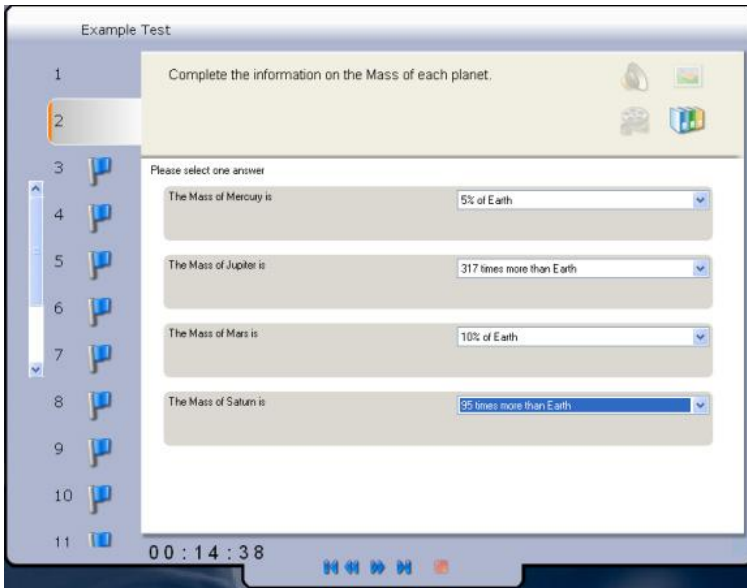 Example Test
1
2
3
4
5
6
7
8
9
10
11
Complete the information on the Mass of each planet.
Please select one answer
The Mass of Mercury is
5% of Earth
The Mass of Jupiter is
317 times more than Earth
The Mass of Mars is
10% of Earth
The Mass of Saturn is
95 times more than Earth
00:14:38